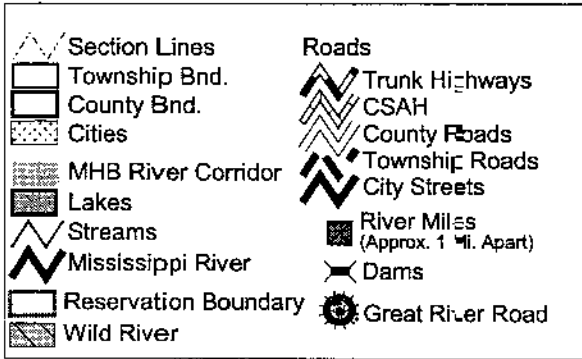 Section Lines
Township Bnd.
County Bnd.
Cities
MHB River Corridor
Lakes
Streams
Mississippi River
Reservation Boundary
Wild River
Roads
Trunk Highways
CSAH
County Roads
Township Roads
City Streets
River Miles
(Approx. 1 Mi. Apart)
Dams
Great River Road